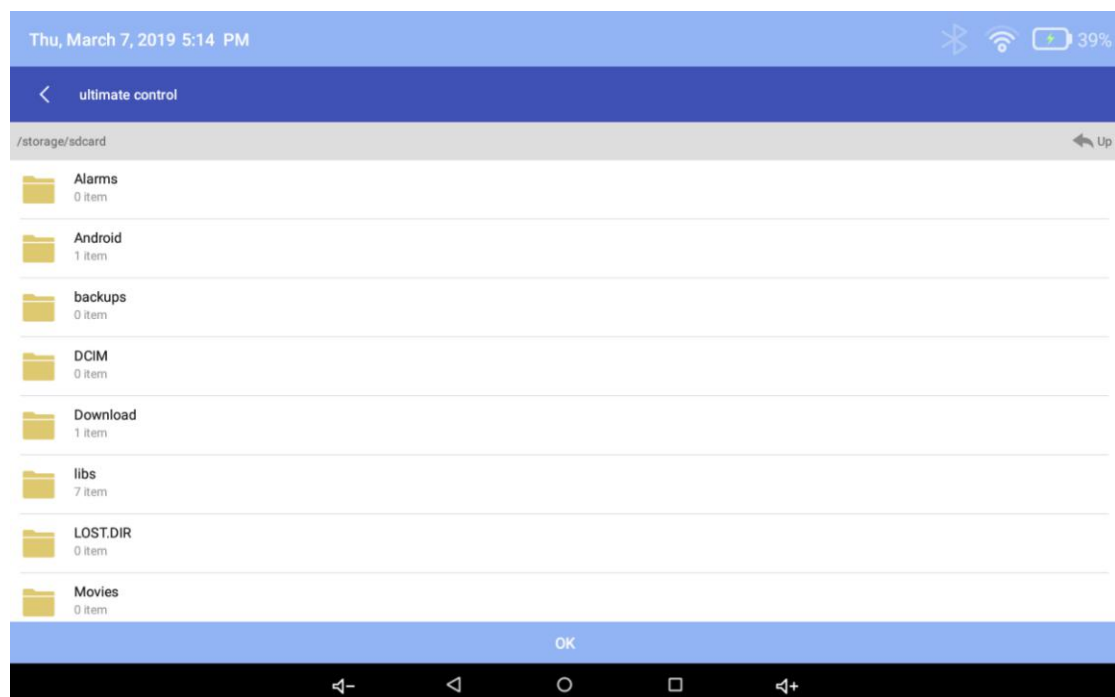 Thu, March 7, 2019 5:14 PM
39%
ultimate control
/storage/sdcard
Up
Alarms
0 item
Android
1 item
backups
0 item
DCIM
0 item
Download
1 item
libs
7 item
LOST.DIR
0 item
Movies
0 item
OK